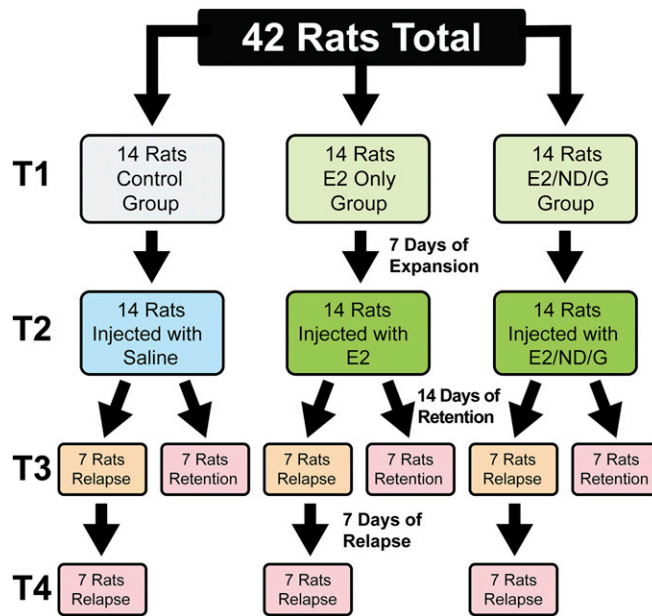 42 Rats Total
T1
14 Rats
Control
Group
14 Rats
E2 Only
Group
14 Rats
E2/ND/G
Group
7 Days of
Expansion
T2
14 Rats
Injected with
Saline
14 Rats
Injected with
E2
14 Rats
Injected with
E2/ND/G
14 Days of
Retention
T3
7 Rats
Relapse
7 Rats
Retention
7 Rats
Relapse
7 Rats
Retention
7 Rats
Relapse
7 Rats
Retention
7 Days of
Relapse
T4
7 Rats
Relapse
7 Rats
Relapse
7 Rats
Relapse